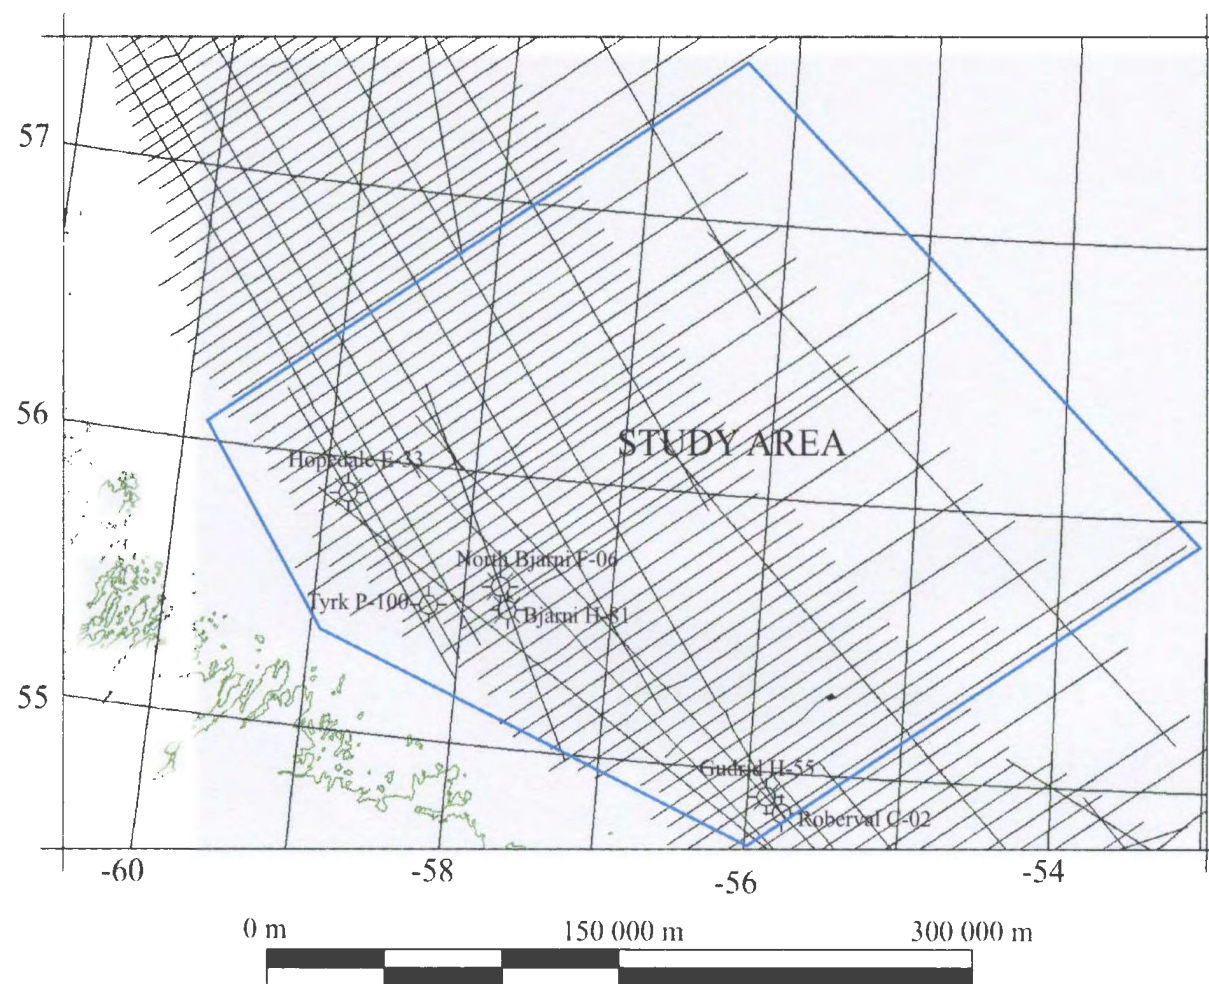 57
56
STUDY AREA
Hopedale E-33
North Bjarni F-06
Tyrk P-100
Bjarni H-81
55
Gudrid H-55
Roberval C-02
-60
-58
-56
-54
0 m
150 000 m
300 000 m